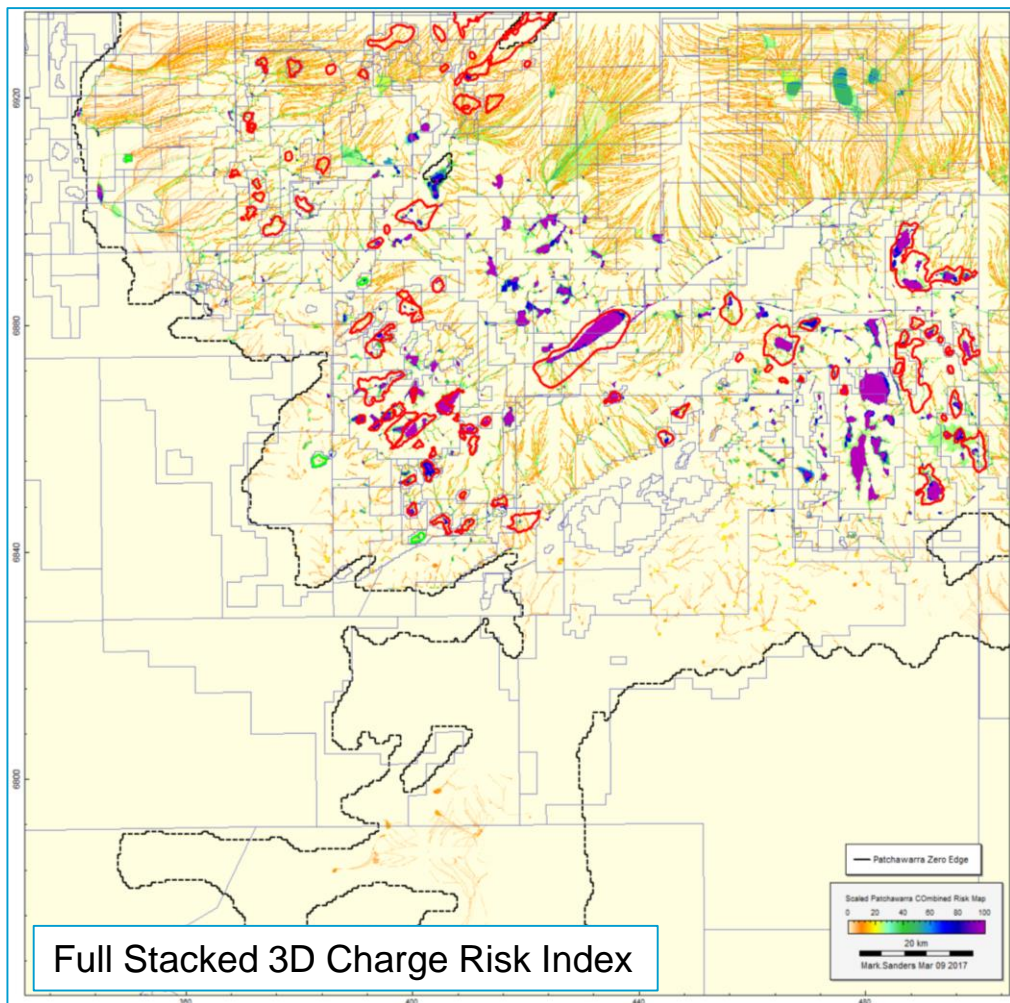 6920
6880
6840
6800
360
400
440
480
Patchawarra Zero Edge
Scaled Patchawarra COmbined Risk Map
0 20 40 60 80 100
20 km
Mark.Sanders Mar 09 2017
Full Stacked 3D Charge Risk Index